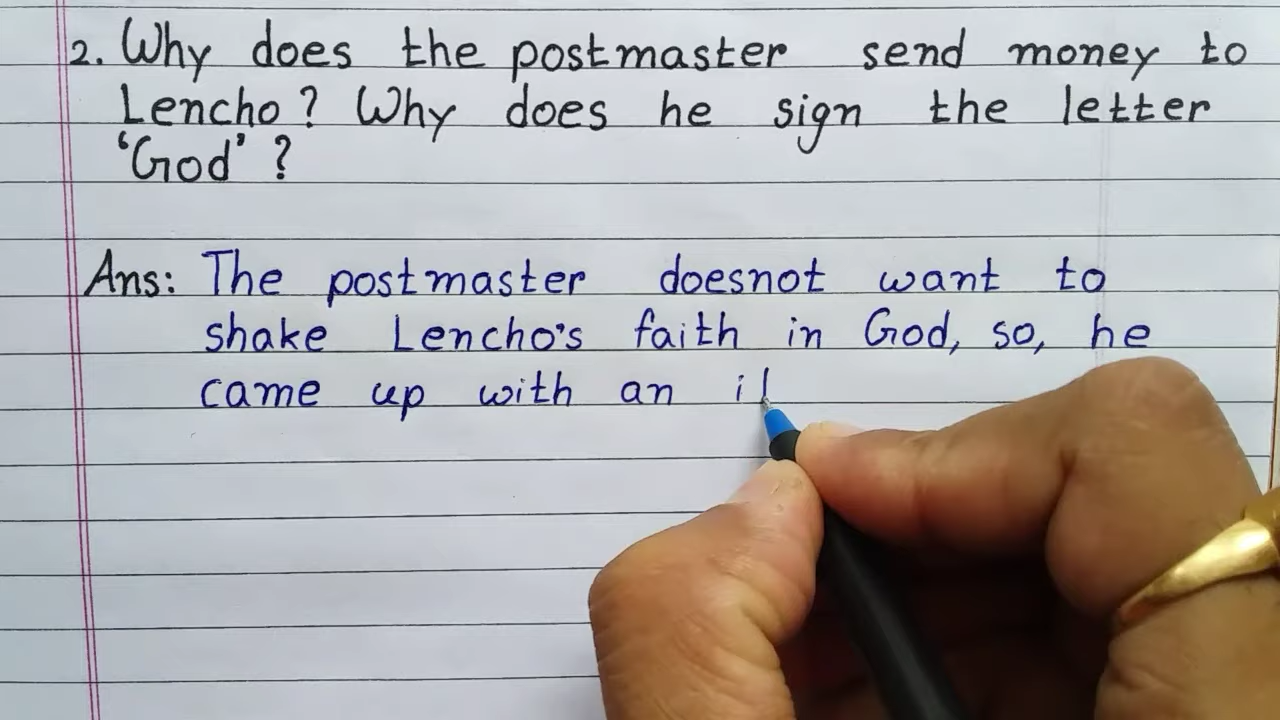 2. Why does the postmaster send money to
Lencho? Why does he sign the letter
'God'?
Ans: The postmaster doesnot want to
shake Lencho's faith in God, so, he
came up with an